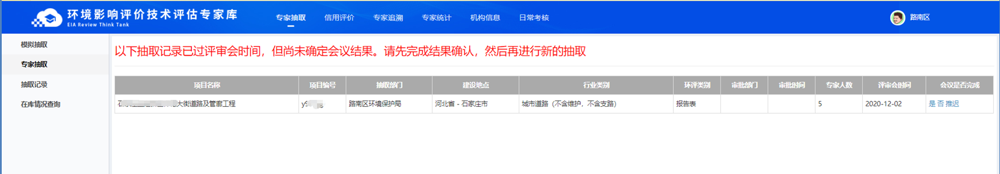 环境影响评价技术评估专家库
EIA Review Think Tank
专家抽取 信用评价 专家追溯 专家统计 机构信息 日常考核
路南区
模拟抽取
专家抽取
抽取记录
在库情况查询
以下抽取记录已过评审会时间，但尚未确定会议结果。请先完成结果确认，然后再进行新的抽取
项目名称 项目编号 抽取部门 建设地点 行业类别 环评类别 审批部门 审批时间 专家人数 评审会时间 会议是否完成
大街道路及管廊工程 路南区环境保护局 河北省 - 石家庄市 城市道路（不含维护，不含支路） 报告表 5 2020-12-02 是 否 推迟